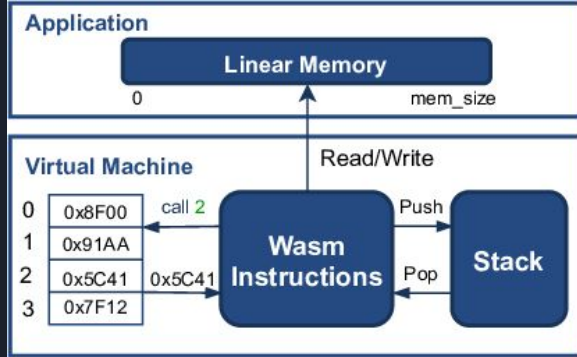 Application
Linear Memory
0 mem_size
Read/Write
Virtual Machine
0 0x8F00 call 2 Push
1 0x91AA
Wasm Instructions
Stack
2 0x5C41 0x5C41 Pop
3 0x7F12